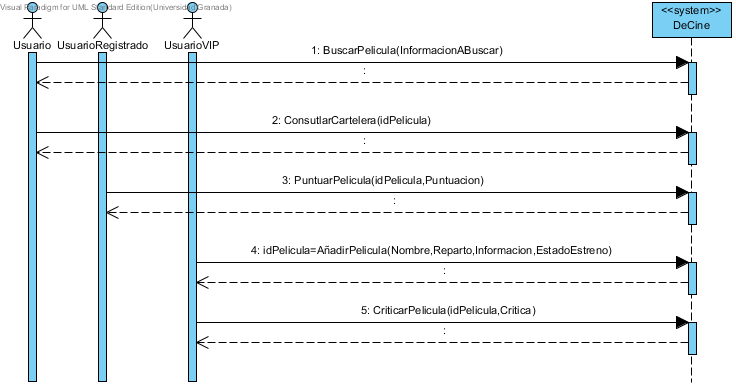 Visual Paradigm for UML Standard Edition(Universidad Granada)
<<system>>
DeCine
Usuario
UsuarioRegistrado
UsuarioVIP
1: BuscarPelicula(InformacionABuscar)
:
2: ConsutlarCartelera(idPelicula)
:
3: PuntuarPelicula(idPelicula,Puntuacion)
:
4: idPelicula=AñadirPelicula(Nombre,Reparto,Informacion,EstadoEstreno)
:
5: CriticarPelicula(idPelicula,Critica)
: